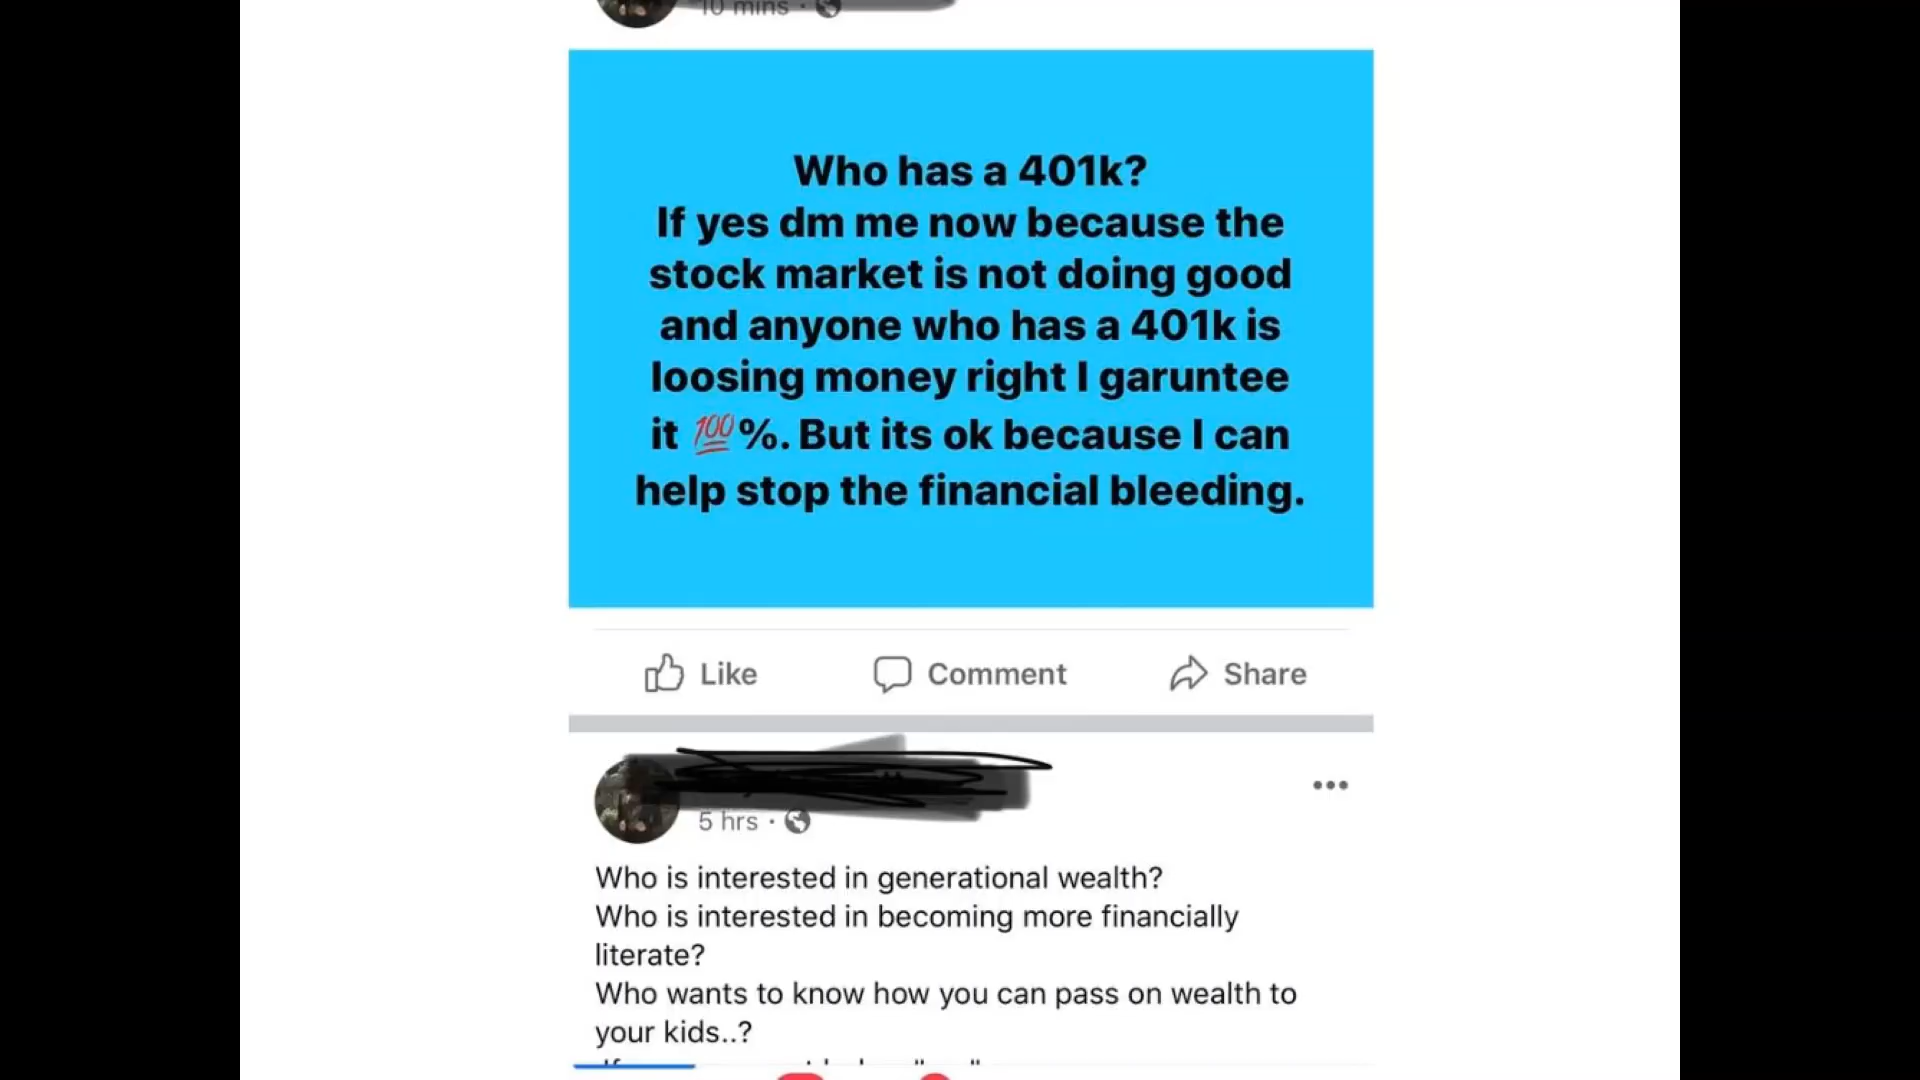 10 mins ·
Who has a 401k?
If yes dm me now because the
stock market is not doing good
and anyone who has a 401k is
loosing money right I garuntee
it 💯%. But its ok because I can
help stop the financial bleeding.
Like Comment Share
5 hrs ·
Who is interested in generational wealth?
Who is interested in becoming more financially
literate?
Who wants to know how you can pass on wealth to
your kids..?